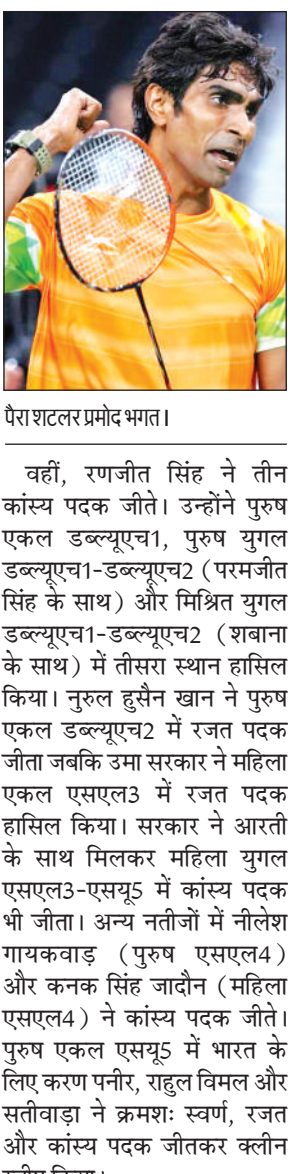 पैरा शटलर प्रमोद भगत।
वहीं, रणजीत सिंह ने तीन
कांस्य पदक जीते। उन्होंने पुरुष
एकल डब्ल्यूएच1, पुरुष युगल
डब्ल्यूएच1-डब्ल्यूएच2 (परमजीत
सिंह के साथ) और मिश्रित युगल
डब्ल्यूएच1-डब्ल्यूएच2 (शबाना
के साथ) में तीसरा स्थान हासिल
किया। नुरुल हुसैन खान ने पुरुष
एकल डब्ल्यूएच2 में रजत पदक
जीता जबकि उमा सरकार ने महिला
एकल एसएल3 में रजत पदक
हासिल किया। सरकार ने आरती
के साथ मिलकर महिला युगल
एसएल3-एसयू5 में कांस्य पदक
भी जीता। अन्य नतीजों में नीलेश
गायकवाड़ (पुरुष एसएल4)
और कनक सिंह जादौन (महिला
एसएल4) ने कांस्य पदक जीते।
पुरुष एकल एसयू5 में भारत के
लिए करण पनीर, राहुल विमल और
सतीवाड़ा ने क्रमशः स्वर्ण, रजत
और कांस्य पदक जीतकर क्लीन